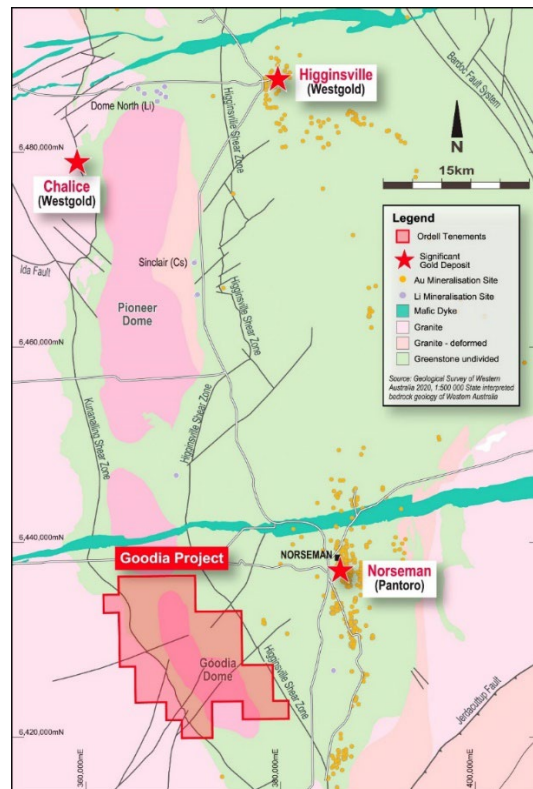 Higginsville
(Westgold)
Bardoc Fault System
Dome North (Li)
Higginsville Shear Zone
N
6,480,000mN
15km
Chalice
(Westgold)
Legend
Ordell Tenements
Significant
Gold Deposit
Au Mineralisation Site
Li Mineralisation Site
Mafic Dyke
Granite
Granite - deformed
Greenstone undivided
Source: Geological Survey of Western
Australia 2020, 1:500 000 State interpreted
bedrock geology of Western Australia
Ida Fault
Sinclair (Cs)
Higginsville Shear Zone
Pioneer
Dome
6,460,000mN
Kunanalling Shear Zone
Higginsville Shear Zone
6,440,000mN
Goodia Project
NORSEMAN
Norseman
(Pantoro)
Goodia
Dome
Higginsville Shear Zone
Jerdacuttup Fault
6,420,000mN
360,000mE
380,000mE
400,000mE